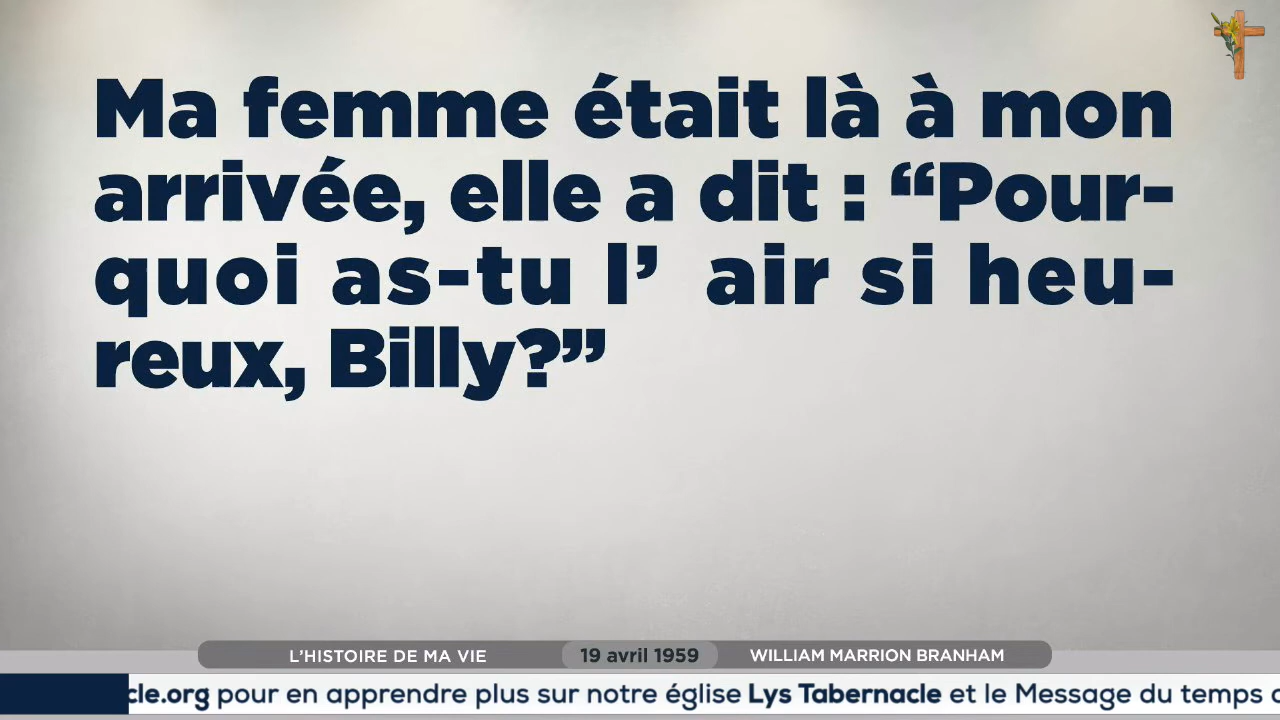 Ma femme était là à mon
arrivée, elle a dit : “Pour-
quoi as-tu l’ air si heu-
reux, Billy?”
L’HISTOIRE DE MA VIE
19 avril 1959
WILLIAM MARRION BRANHAM
cle.org pour en apprendre plus sur notre église Lys Tabernacle et le Message du temps